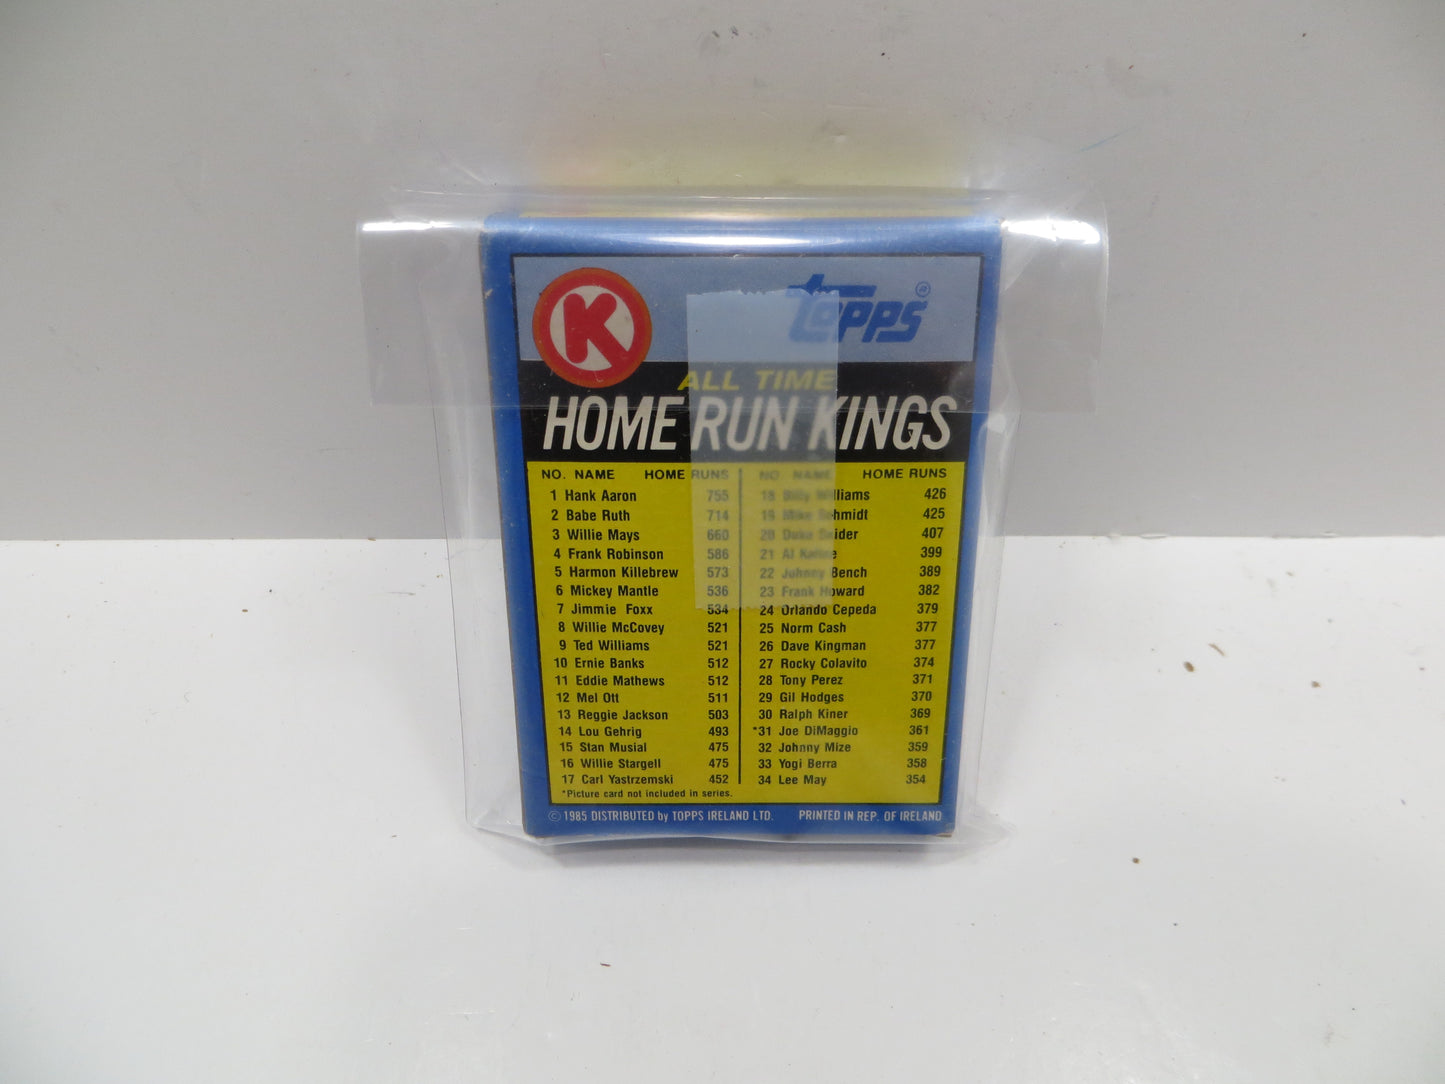 K
Topps®
ALL TIME
HOME RUN KINGS
NO. NAME HOME RUNS
1 Hank Aaron 755
2 Babe Ruth 714
3 Willie Mays 660
4 Frank Robinson 586
5 Harmon Killebrew 573
6 Mickey Mantle 536
7 Jimmie Foxx 534
8 Willie McCovey 521
9 Ted Williams 521
10 Ernie Banks 512
11 Eddie Mathews 512
12 Mel Ott 511
13 Reggie Jackson 503
14 Lou Gehrig 493
15 Stan Musial 475
16 Willie Stargell 475
17 Carl Yastrzemski 452
*Picture card not included in series.
NO. NAME HOME RUNS
18 Billy Williams 426
19 Mike Schmidt 425
20 Duke Snider 407
21 Al Kaline 399
22 Johnny Bench 389
23 Frank Howard 382
24 Orlando Cepeda 379
25 Norm Cash 377
26 Dave Kingman 377
27 Rocky Colavito 374
28 Tony Perez 371
29 Gil Hodges 370
30 Ralph Kiner 369
*31 Joe DiMaggio 361
32 Johnny Mize 359
33 Yogi Berra 358
34 Lee May 354
© 1985 DISTRIBUTED by TOPPS IRELAND LTD. PRINTED IN REP. OF IRELAND